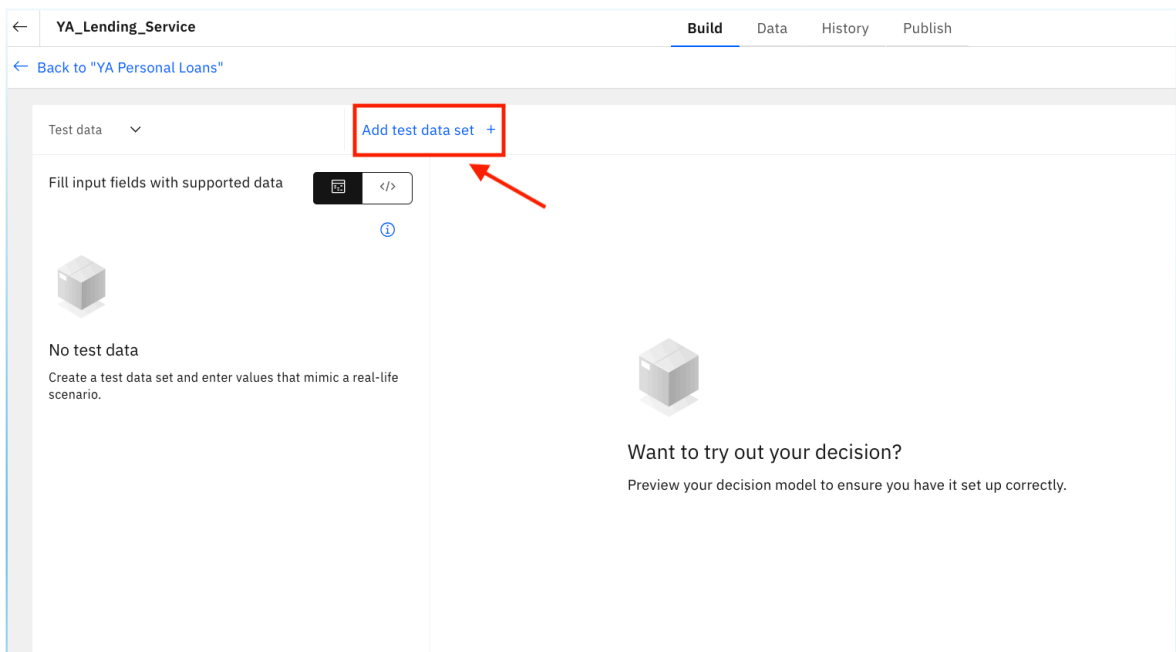 YA_Lending_Service
Build Data History Publish
Back to "YA Personal Loans"
Test data
Add test data set +
Fill input fields with supported data
</>
No test data
Create a test data set and enter values that mimic a real-life
scenario.
Want to try out your decision?
Preview your decision model to ensure you have it set up correctly.